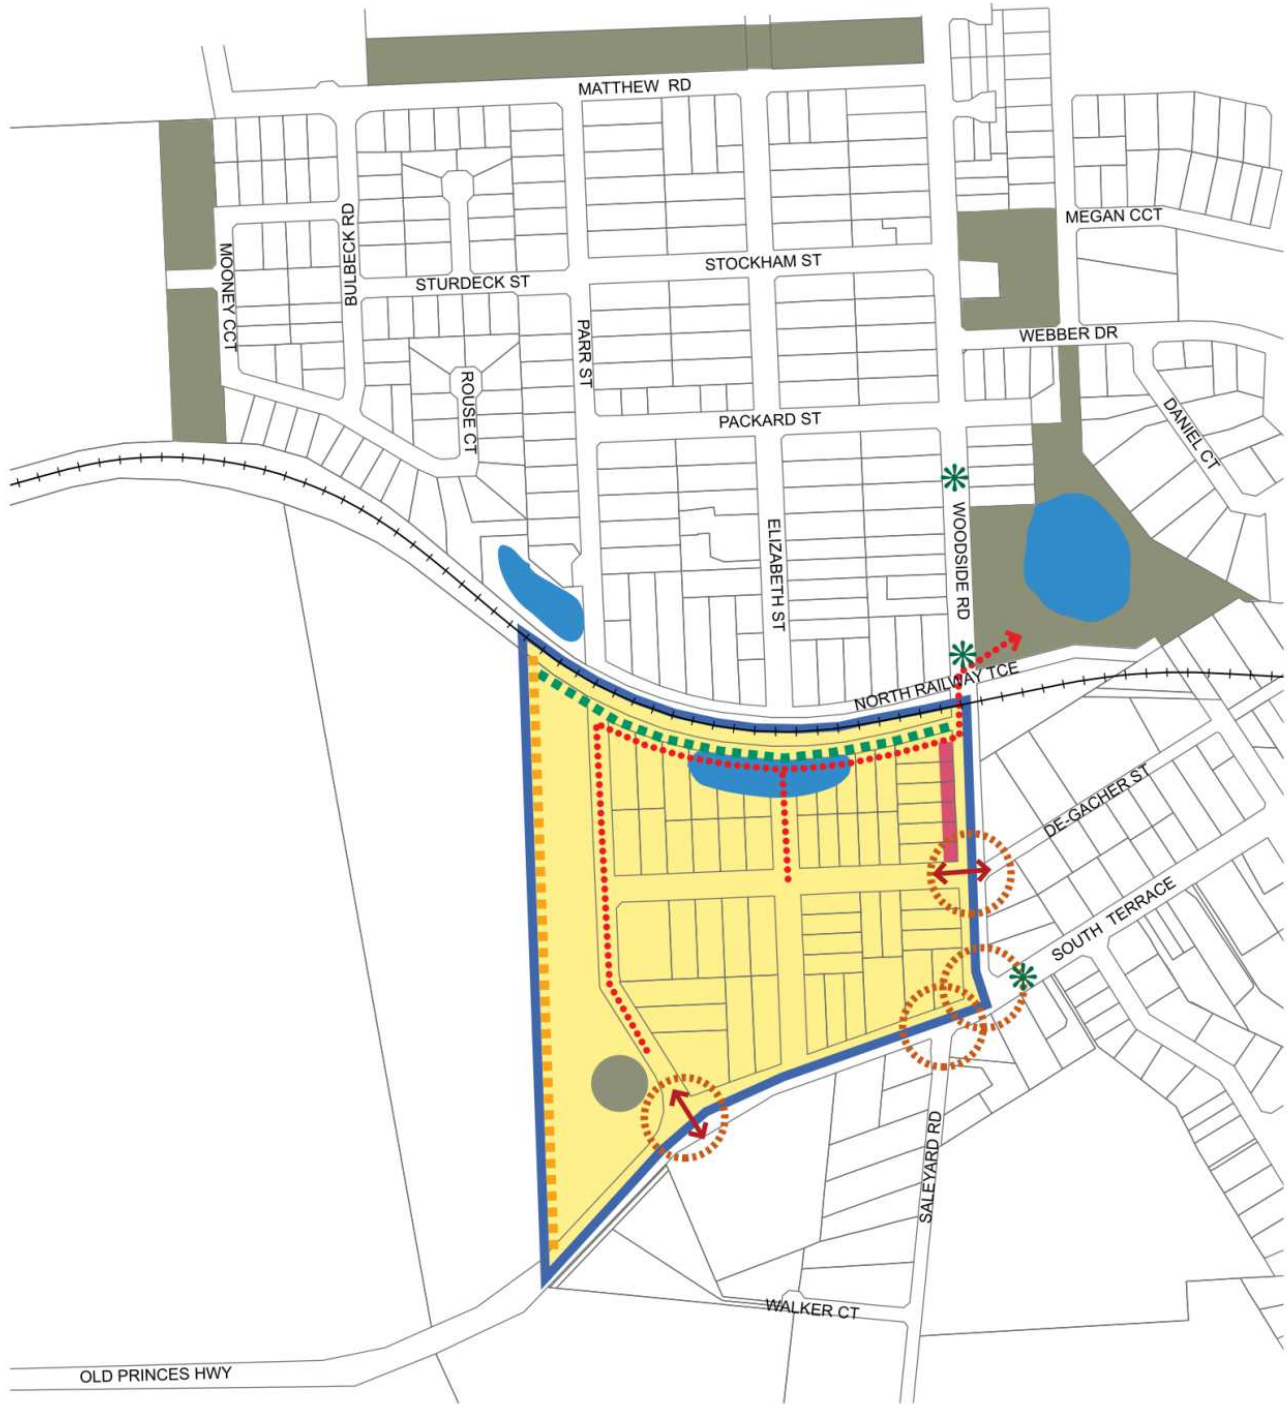 MATTHEW RD
MEGAN CCT
BULBECK RD
MOONEY CCT
STOCKHAM ST
STURDECK ST
PARR ST
WEBBER DR
ROUSE CT
PACKARD ST
DANIEL CT
WOODSIDE RD
ELIZABETH ST
NORTH RAILWAY TCE
DE-GACHER ST
SOUTH TERRACE
SALEYARD RD
WALKER CT
OLD PRINCES HWY